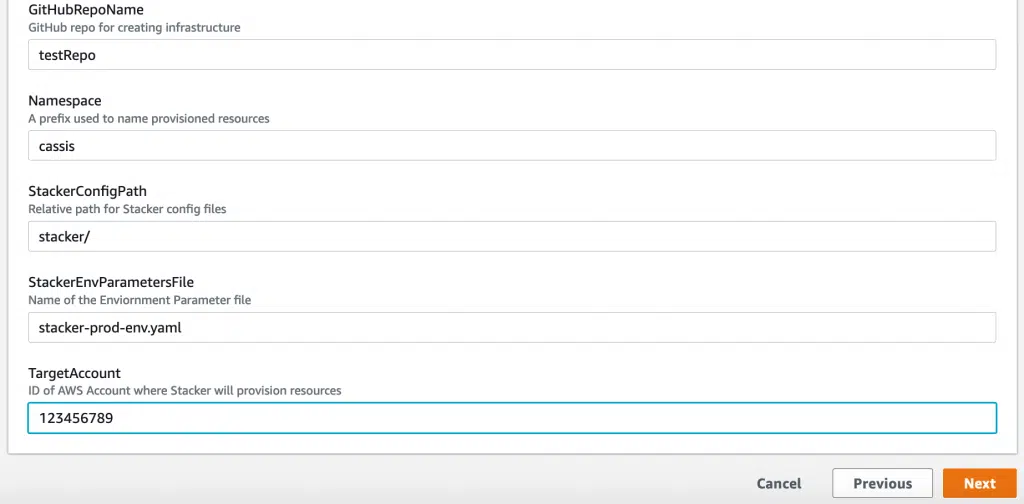 GitHubRepoName
GitHub repo for creating infrastructure
testRepo
Namespace
A prefix used to name provisioned resources
cassis
StackerConfigPath
Relative path for Stacker config files
stacker/
StackerEnvParametersFile
Name of the Enviornment Parameter file
stacker-prod-env.yaml
TargetAccount
ID of AWS Account where Stacker will provision resources
123456789
Cancel Previous Next